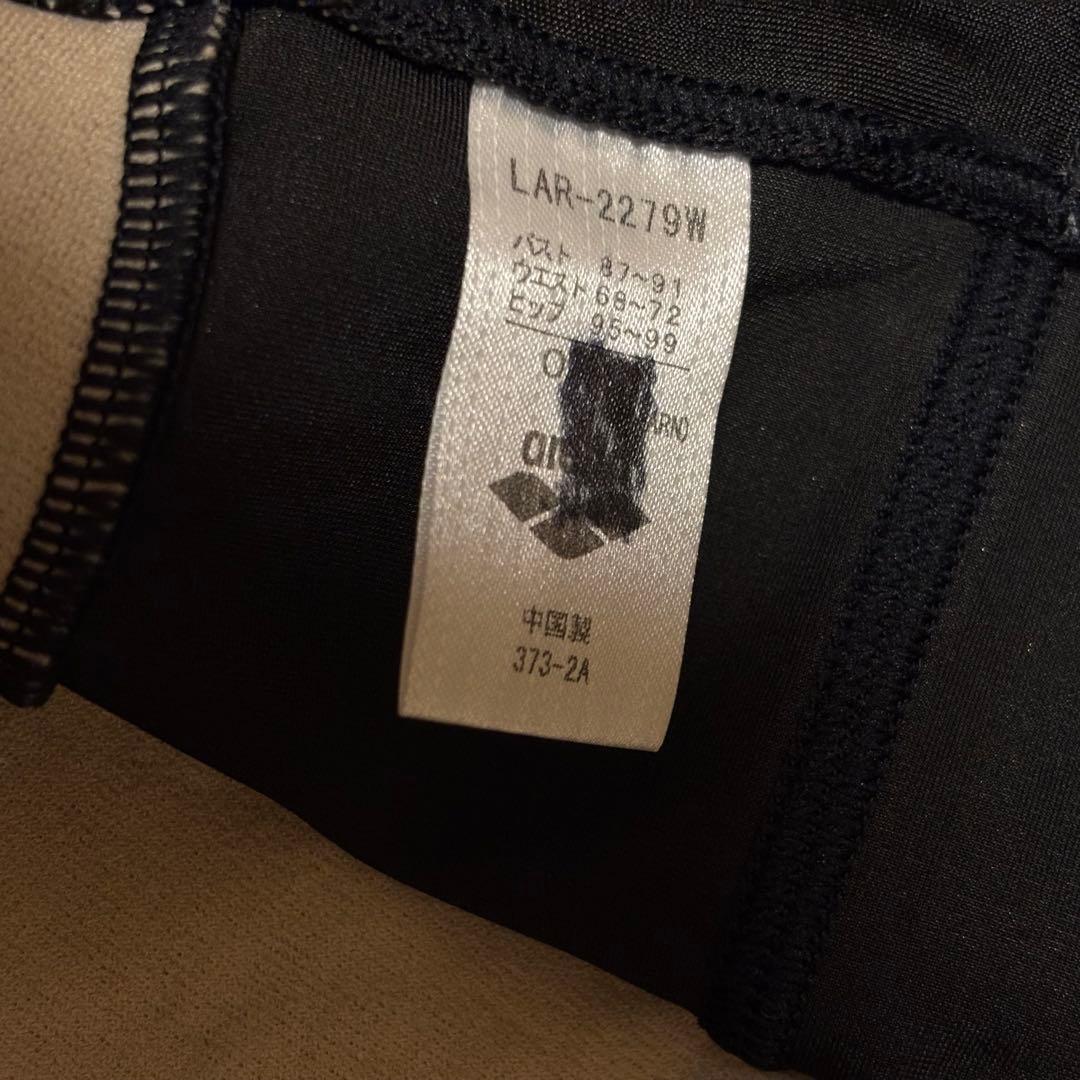 LAR-2279W
バスト 87~91
ウエスト 68~72
ヒップ 95~99
O
ARN)
中国製
373-2A